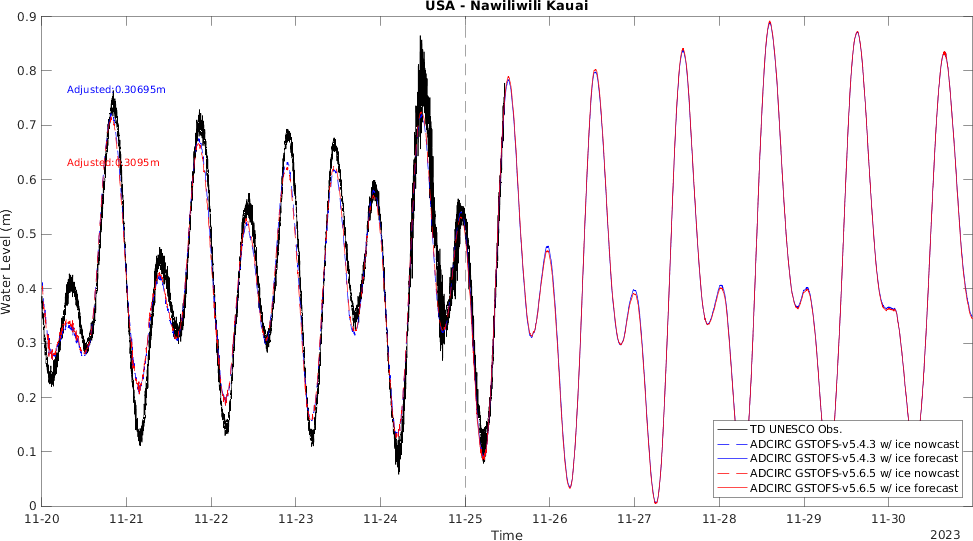 USA - Nawiliwili Kauai
0.9
0.8
0.7
0.6
0.5
0.4
0.3
0.2
0.1
0
Water Level (m)
Adjusted:0.30695m
Adjusted:0.3095m
TD UNESCO Obs.
ADCIRC GSTOFS-v5.4.3 w/ ice nowcast
ADCIRC GSTOFS-v5.4.3 w/ ice forecast
ADCIRC GSTOFS-v5.6.5 w/ ice nowcast
ADCIRC GSTOFS-v5.6.5 w/ ice forecast
11-20 11-21 11-22 11-23 11-24 11-25 11-26 11-27 11-28 11-29 11-30
Time
2023